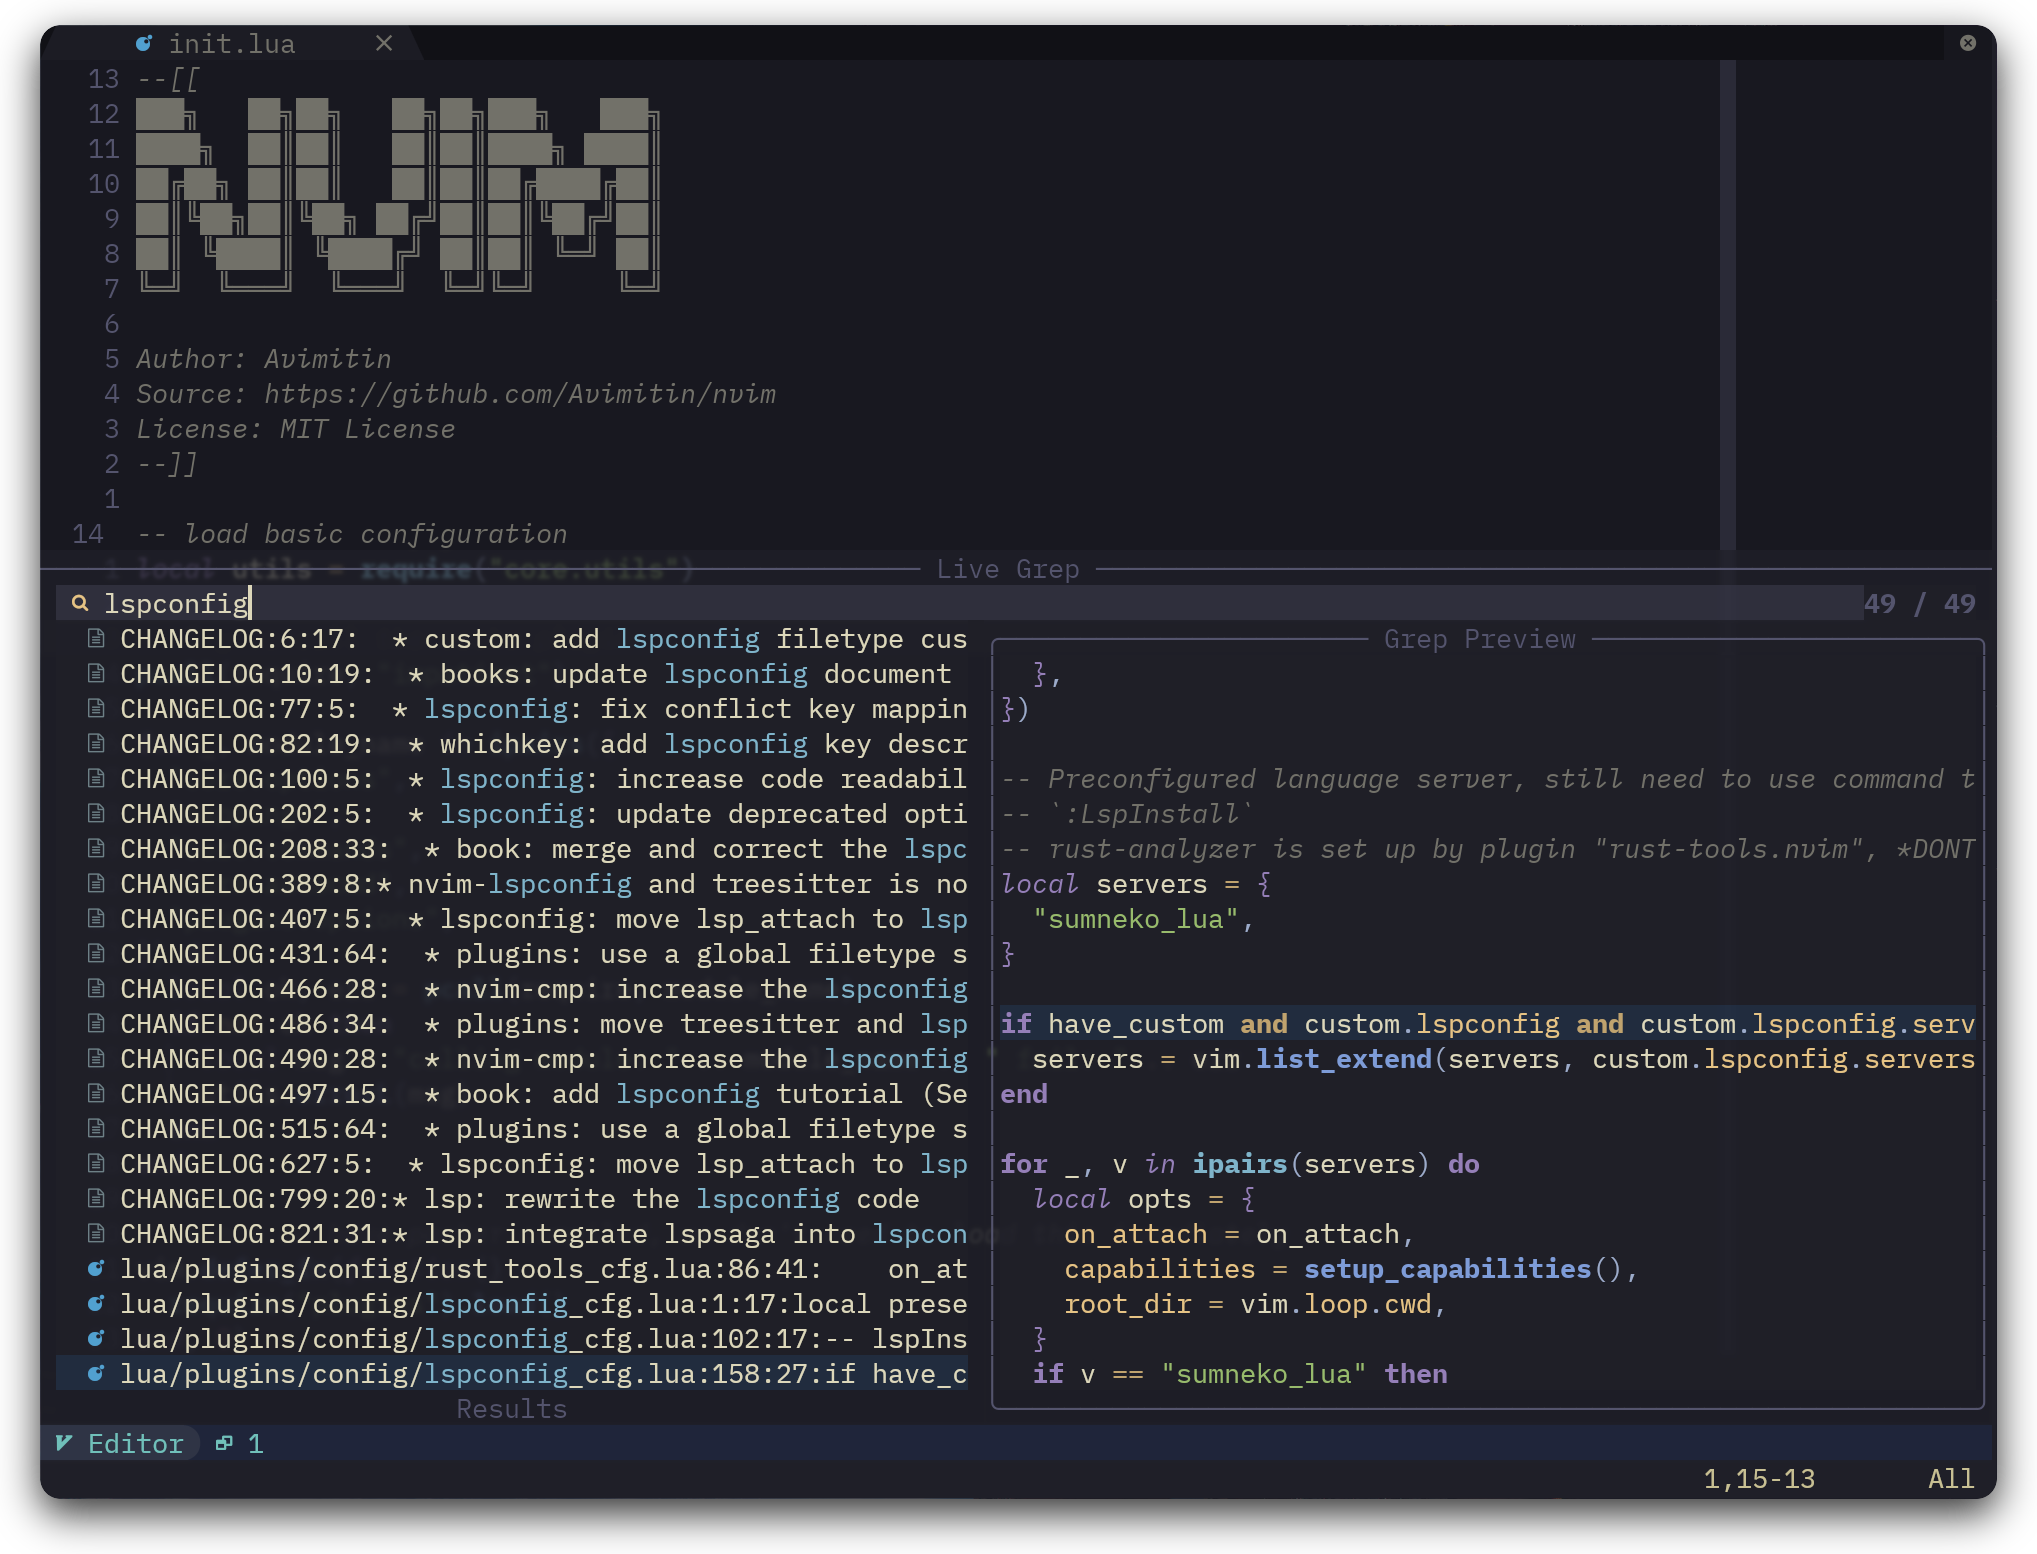 init.lua
13 --[[
12
11
10
9
8
7
6
5 Author: Avimitin
4 Source: https://github.com/Avimitin/nvim
3 License: MIT License
2 --]]
1
14 -- load basic configuration
1 local utils = require("core.utils")
Live Grep
lspconfig 49 / 49
CHANGELOG:6:17:  * custom: add lspconfig filetype cus
CHANGELOG:10:19:  * books: update lspconfig document
CHANGELOG:77:5:  * lspconfig: fix conflict key mappin
CHANGELOG:82:19:  * whichkey: add lspconfig key descr
CHANGELOG:100:5:  * lspconfig: increase code readabil
CHANGELOG:202:5:  * lspconfig: update deprecated opti
CHANGELOG:208:33:  * book: merge and correct the lspc
CHANGELOG:389:8:* nvim-lspconfig and treesitter is no
CHANGELOG:407:5:  * lspconfig: move lsp_attach to lsp
CHANGELOG:431:64:  * plugins: use a global filetype s
CHANGELOG:466:28:  * nvim-cmp: increase the lspconfig
CHANGELOG:486:34:  * plugins: move treesitter and lsp
CHANGELOG:490:28:  * nvim-cmp: increase the lspconfig
CHANGELOG:497:15:  * book: add lspconfig tutorial (Se
CHANGELOG:515:64:  * plugins: use a global filetype s
CHANGELOG:627:5:  * lspconfig: move lsp_attach to lsp
CHANGELOG:799:20:* lsp: rewrite the lspconfig code
CHANGELOG:821:31:* lsp: integrate lspsaga into lspcon
lua/plugins/config/rust_tools_cfg.lua:86:41:    on_at
lua/plugins/config/lspconfig_cfg.lua:1:17:local prese
lua/plugins/config/lspconfig_cfg.lua:102:17:-- lspIns
lua/plugins/config/lspconfig_cfg.lua:158:27:if have_c
Results
Grep Preview
  },
})
-- Preconfigured language server, still need to use command t
-- `:LspInstall`
-- rust-analyzer is set up by plugin "rust-tools.nvim", *DONT
local servers = {
  "sumneko_lua",
}
if have_custom and custom.lspconfig and custom.lspconfig.serv
  servers = vim.list_extend(servers, custom.lspconfig.servers
end
for _, v in ipairs(servers) do
  local opts = {
    on_attach = on_attach,
    capabilities = setup_capabilities(),
    root_dir = vim.loop.cwd,
  }
  if v == "sumneko_lua" then
Editor 1
1,15-13 All